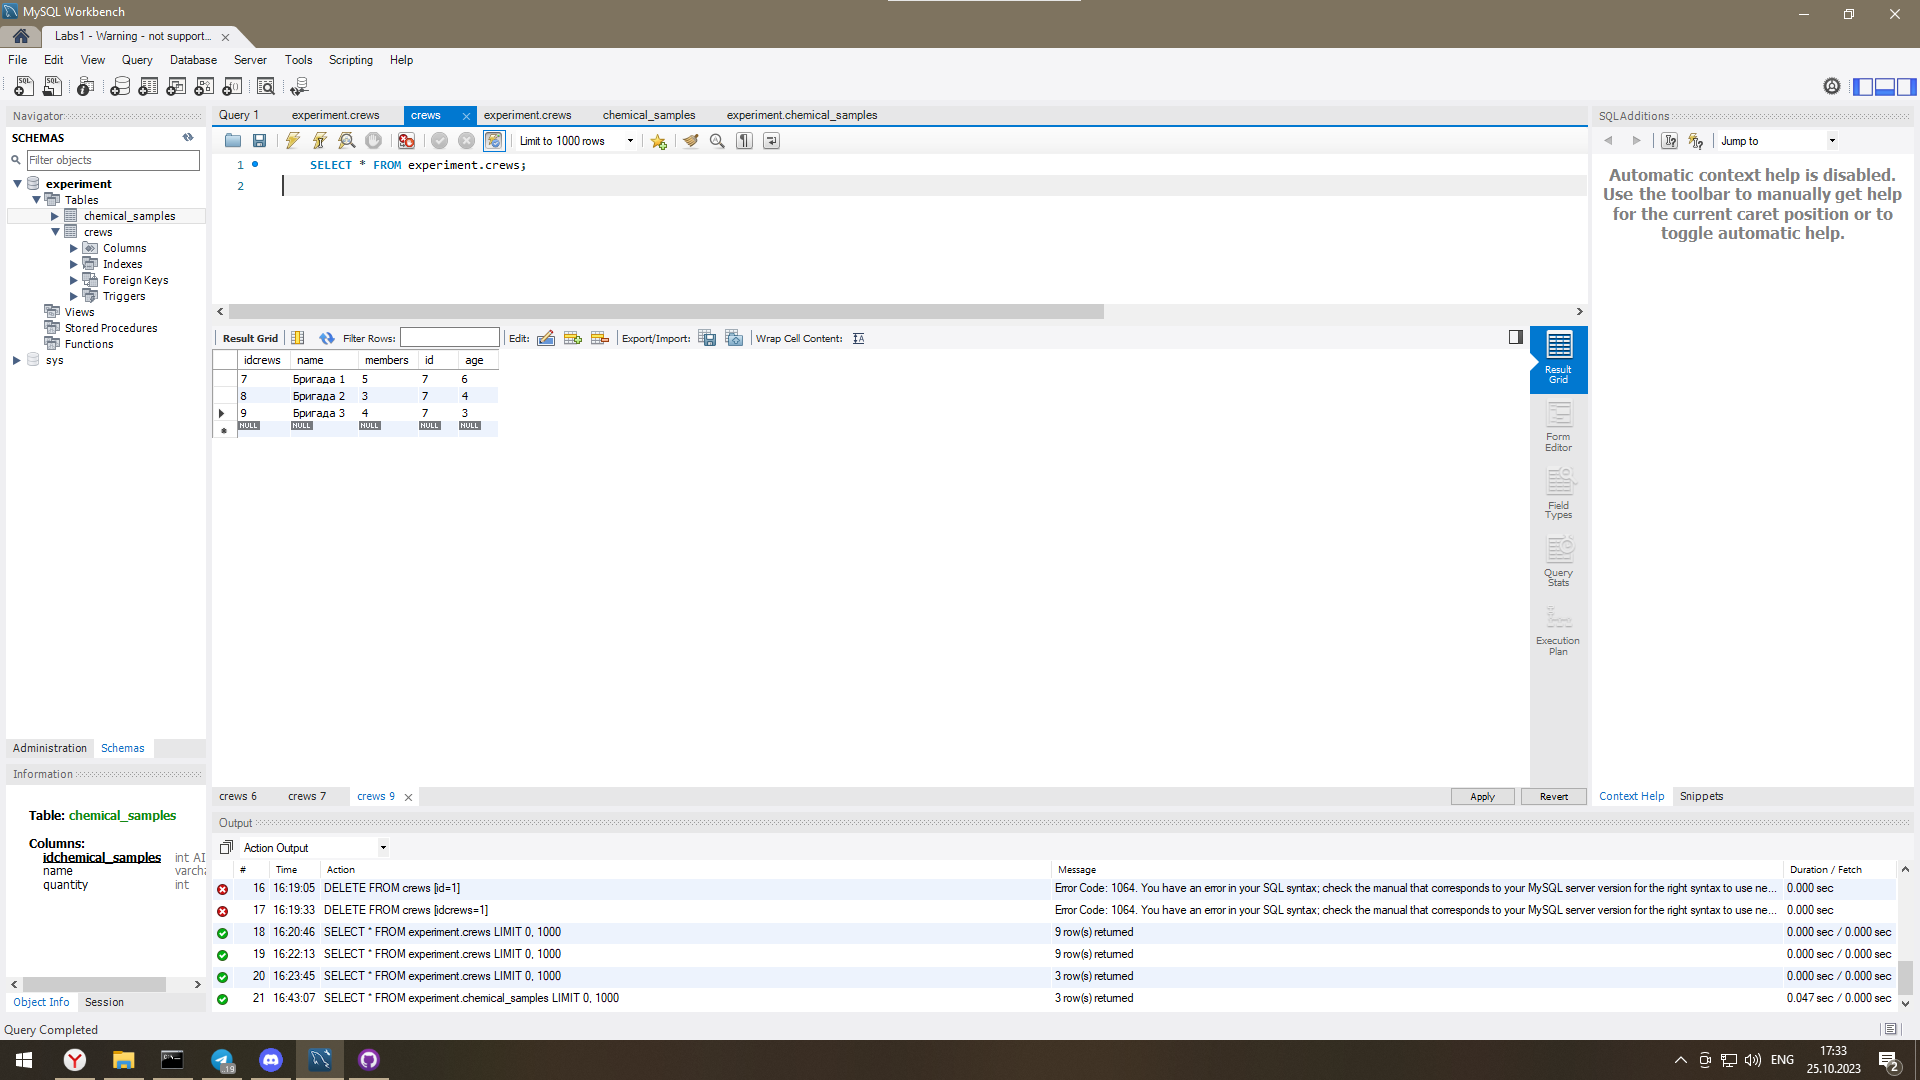 MySQL Workbench
Labs1 - Warning - not support...
File Edit View Query Database Server Tools Scripting Help
Navigator
SCHEMAS
Filter objects
experiment
Tables
chemical_samples
crews
Columns
Indexes
Foreign Keys
Triggers
Views
Stored Procedures
Functions
sys
Administration Schemas
Information
Table: chemical_samples
Columns:
idchemical_samples int AI
name varcha
quantity int
Object Info Session
Query 1 experiment.crews crews experiment.crews chemical_samples experiment.chemical_samples
Limit to 1000 rows
1 SELECT * FROM experiment.crews;
2
Result Grid Filter Rows: Edit: Export/Import: Wrap Cell Content:
idcrews name members id age
7 Бригада 1 5 7 6
8 Бригада 2 3 7 4
9 Бригада 3 4 7 3
NULL NULL NULL NULL NULL
Result Grid
Form Editor
Field Types
Query Stats
Execution Plan
crews 6 crews 7 crews 9 Apply Revert
SQLAdditions
Jump to
Automatic context help is disabled.
Use the toolbar to manually get help
for the current caret position or to
toggle automatic help.
Context Help Snippets
Output
Action Output
# Time Action Message Duration / Fetch
16 16:19:05 DELETE FROM crews [id=1] Error Code: 1064. You have an error in your SQL syntax; check the manual that corresponds to your MySQL server version for the right syntax to use ne... 0.000 sec
17 16:19:33 DELETE FROM crews [idcrews=1] Error Code: 1064. You have an error in your SQL syntax; check the manual that corresponds to your MySQL server version for the right syntax to use ne... 0.000 sec
18 16:20:46 SELECT * FROM experiment.crews LIMIT 0, 1000 9 row(s) returned 0.000 sec / 0.000 sec
19 16:22:13 SELECT * FROM experiment.crews LIMIT 0, 1000 9 row(s) returned 0.000 sec / 0.000 sec
20 16:23:45 SELECT * FROM experiment.crews LIMIT 0, 1000 3 row(s) returned 0.000 sec / 0.000 sec
21 16:43:07 SELECT * FROM experiment.chemical_samples LIMIT 0, 1000 3 row(s) returned 0.047 sec / 0.000 sec
Query Completed
.19
ENG
17:33
25.10.2023
2